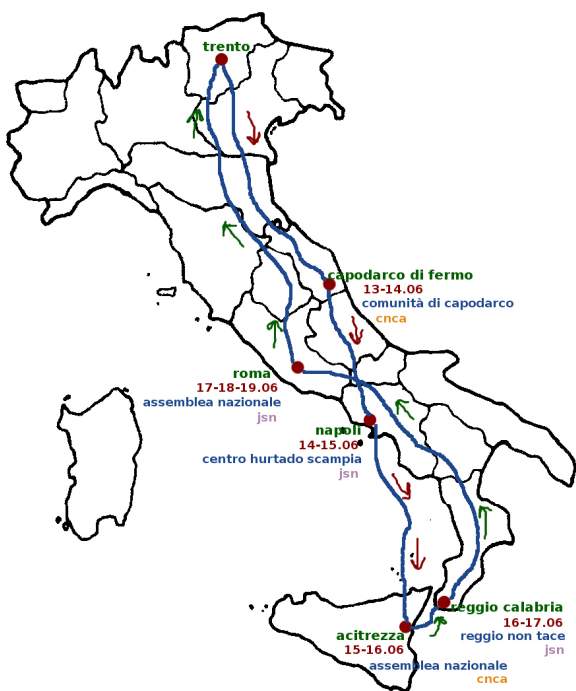 trento
capodarco di fermo
13-14.06
comunità di capodarco
cnca
roma
17-18-19.06
assemblea nazionale
jsn
napoli
14-15.06
centro hurtado scampia
jsn
reggio calabria
16-17.06
reggio non tace
jsn
acitrezza
15-16.06
assemblea nazionale
cnca